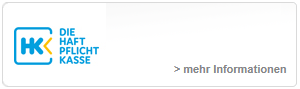 HK
DIE
HAFT
PFLICHT
KASSE
> mehr Informationen